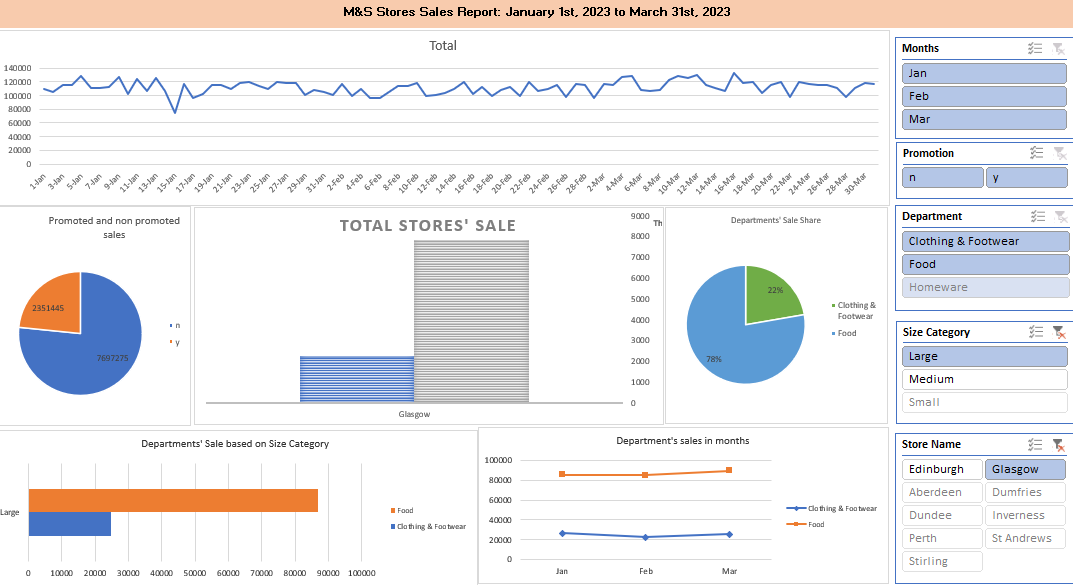 M&S Stores Sales Report: January 1st, 2023 to March 31st, 2023
Total
140000
120000
100000
80000
60000
40000
20000
0
1-Jan 3-Jan 5-Jan 7-Jan 9-Jan 11-Jan 13-Jan 15-Jan 17-Jan 19-Jan 21-Jan 23-Jan 25-Jan 27-Jan 29-Jan 31-Jan 2-Feb 4-Feb 6-Feb 8-Feb 10-Feb 12-Feb 14-Feb 16-Feb 18-Feb 20-Feb 22-Feb 24-Feb 26-Feb 28-Feb 2-Mar 4-Mar 6-Mar 8-Mar 10-Mar 12-Mar 14-Mar 16-Mar 18-Mar 20-Mar 22-Mar 24-Mar 26-Mar 28-Mar 30-Mar
Months
Jan
Feb
Mar
Promotion
n y
Promoted and non promoted
sales
2351445
7697275
n
y
TOTAL STORES' SALE
9000
8000
7000
6000
5000
4000
3000
2000
1000
0
Th
Glasgow
Departments' Sale Share
22%
78%
Clothing &
Footwear
Food
Department
Clothing & Footwear
Food
Homeware
Size Category
Large
Medium
Small
Departments' Sale based on Size Category
Large
0 10000 20000 30000 40000 50000 60000 70000 80000 90000 100000
Food
Clothing & Footwear
Department's sales in months
100000
80000
60000
40000
20000
0
Jan Feb Mar
Clothing & Footwear
Food
Store Name
Edinburgh Glasgow
Aberdeen Dumfries
Dundee Inverness
Perth St Andrews
Stirling